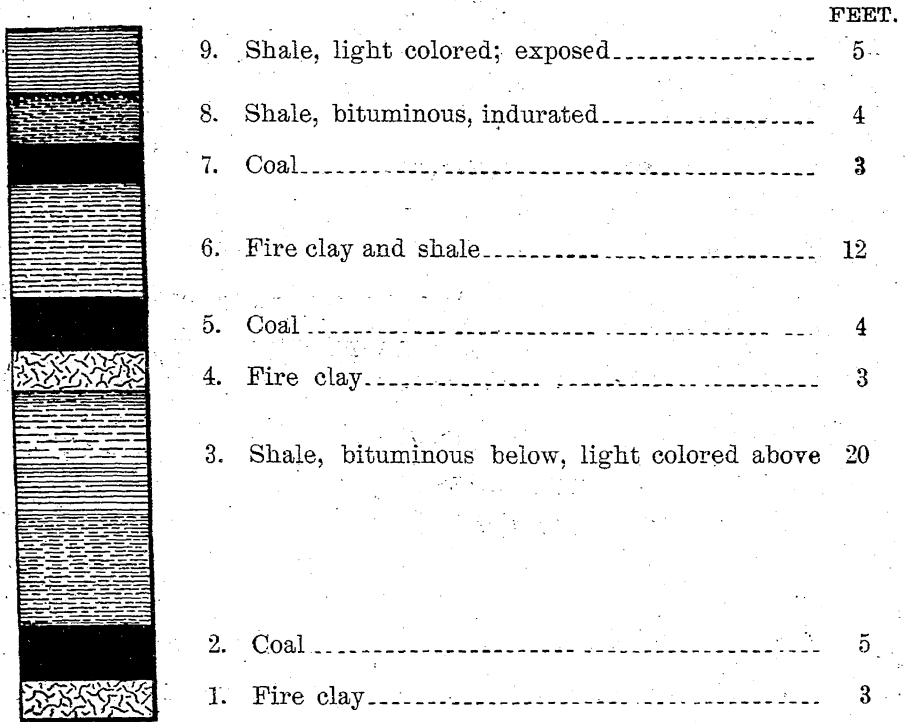 FEET.
9. Shale, light colored; exposed 5
8. Shale, bituminous, indurated 4
7. Coal 3
6. Fire clay and shale 12
5. Coal 4
4. Fire clay 3
3. Shale, bituminous below, light colored above 20
2. Coal 5
1. Fire clay 3